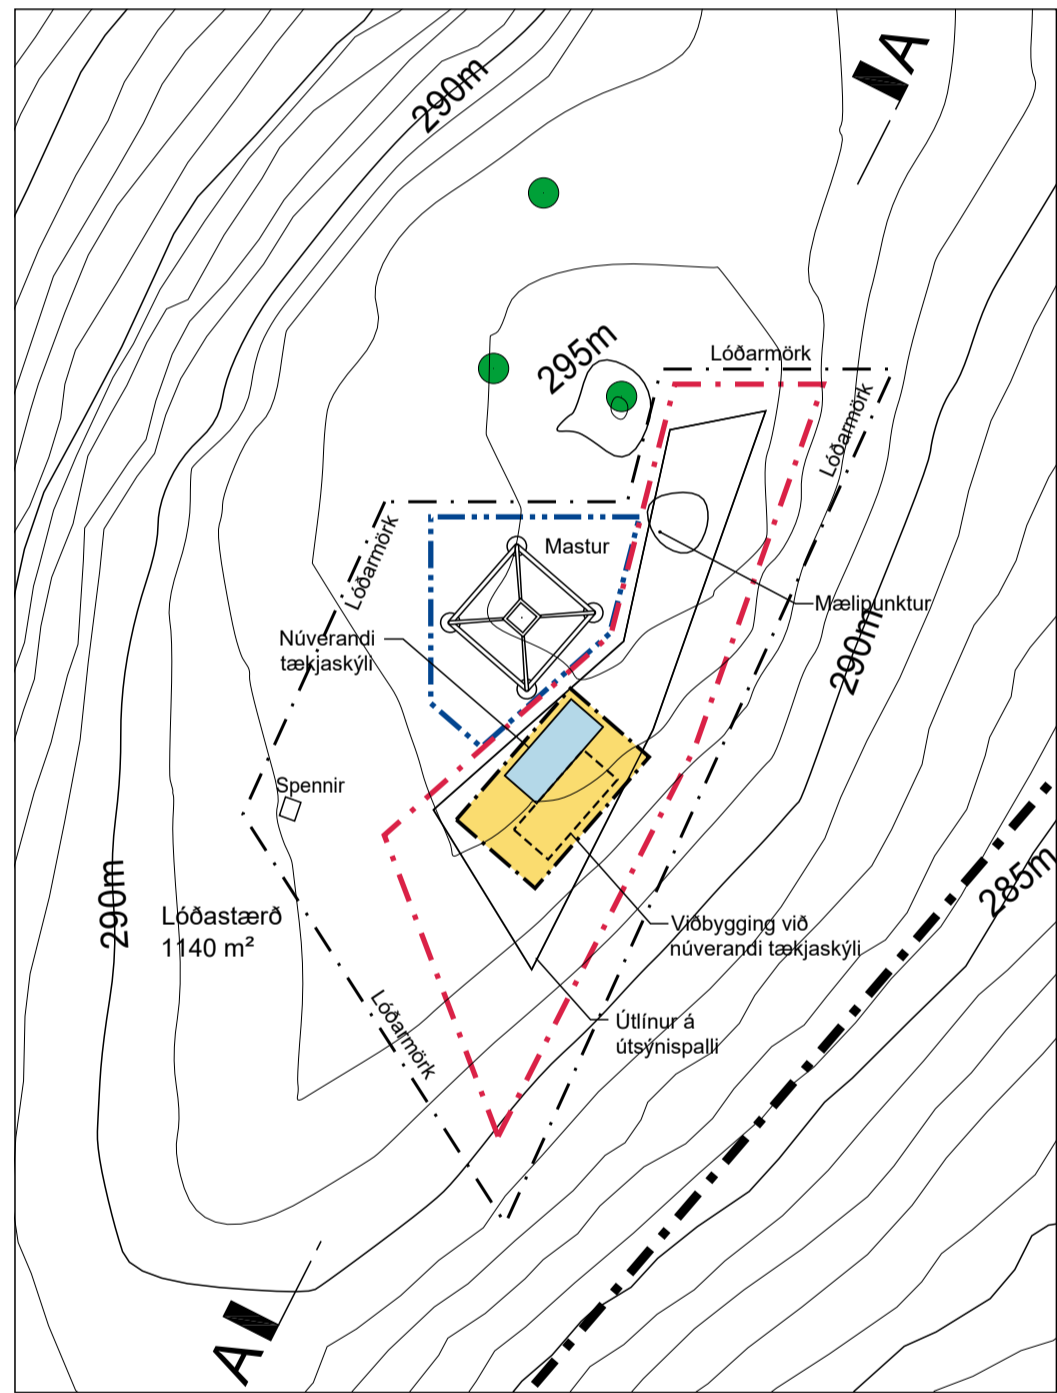 A
290m
295m
Lóðarmörk
Lóðarmörk
Lóðarmörk
Mastur
Mælipunktur
Núverandi
tækjaskýli
290m
Spennir
290m
285m
Lóðastærð
1140 m²
Viðbygging við
núverandi tækjaskýli
Lóðarmörk
Útlínur á
útsýnispalli
A